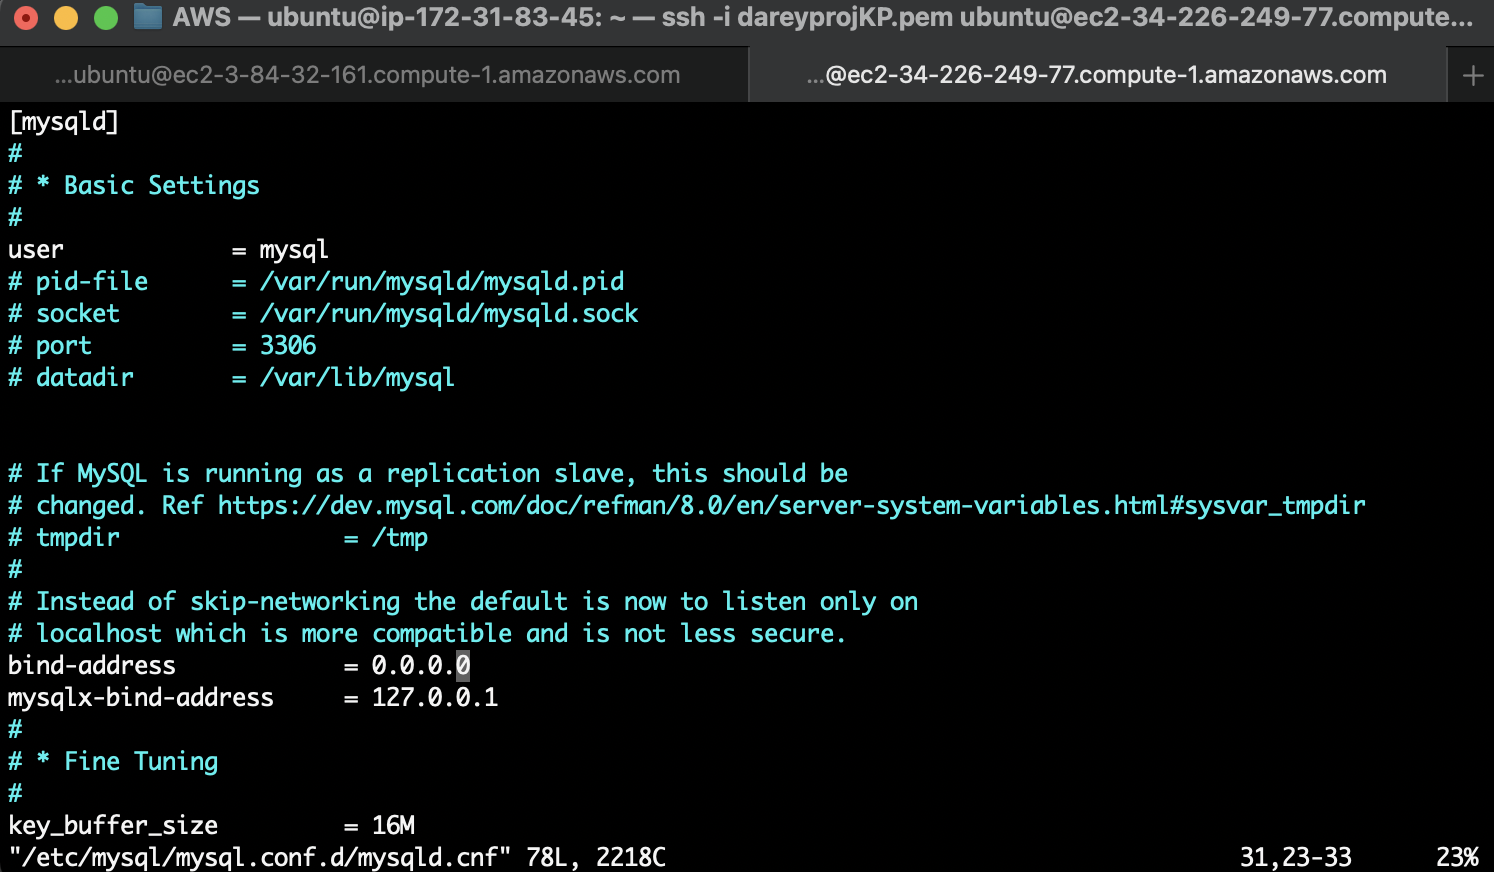 AWS — ubuntu@ip-172-31-83-45: ~ — ssh -i dareyprojKP.pem ubuntu@ec2-34-226-249-77.compute...
...ubuntu@ec2-3-84-32-161.compute-1.amazonaws.com ...@ec2-34-226-249-77.compute-1.amazonaws.com +
[mysqld]
#
# * Basic Settings
#
user            = mysql
# pid-file      = /var/run/mysqld/mysqld.pid
# socket        = /var/run/mysqld/mysqld.sock
# port          = 3306
# datadir       = /var/lib/mysql
# If MySQL is running as a replication slave, this should be
# changed. Ref https://dev.mysql.com/doc/refman/8.0/en/server-system-variables.html#sysvar_tmpdir
# tmpdir                = /tmp
#
# Instead of skip-networking the default is now to listen only on
# localhost which is more compatible and is not less secure.
bind-address            = 0.0.0.0
mysqlx-bind-address     = 127.0.0.1
#
# * Fine Tuning
#
key_buffer_size         = 16M
"/etc/mysql/mysql.conf.d/mysqld.cnf" 78L, 2218C 31,23-33 23%